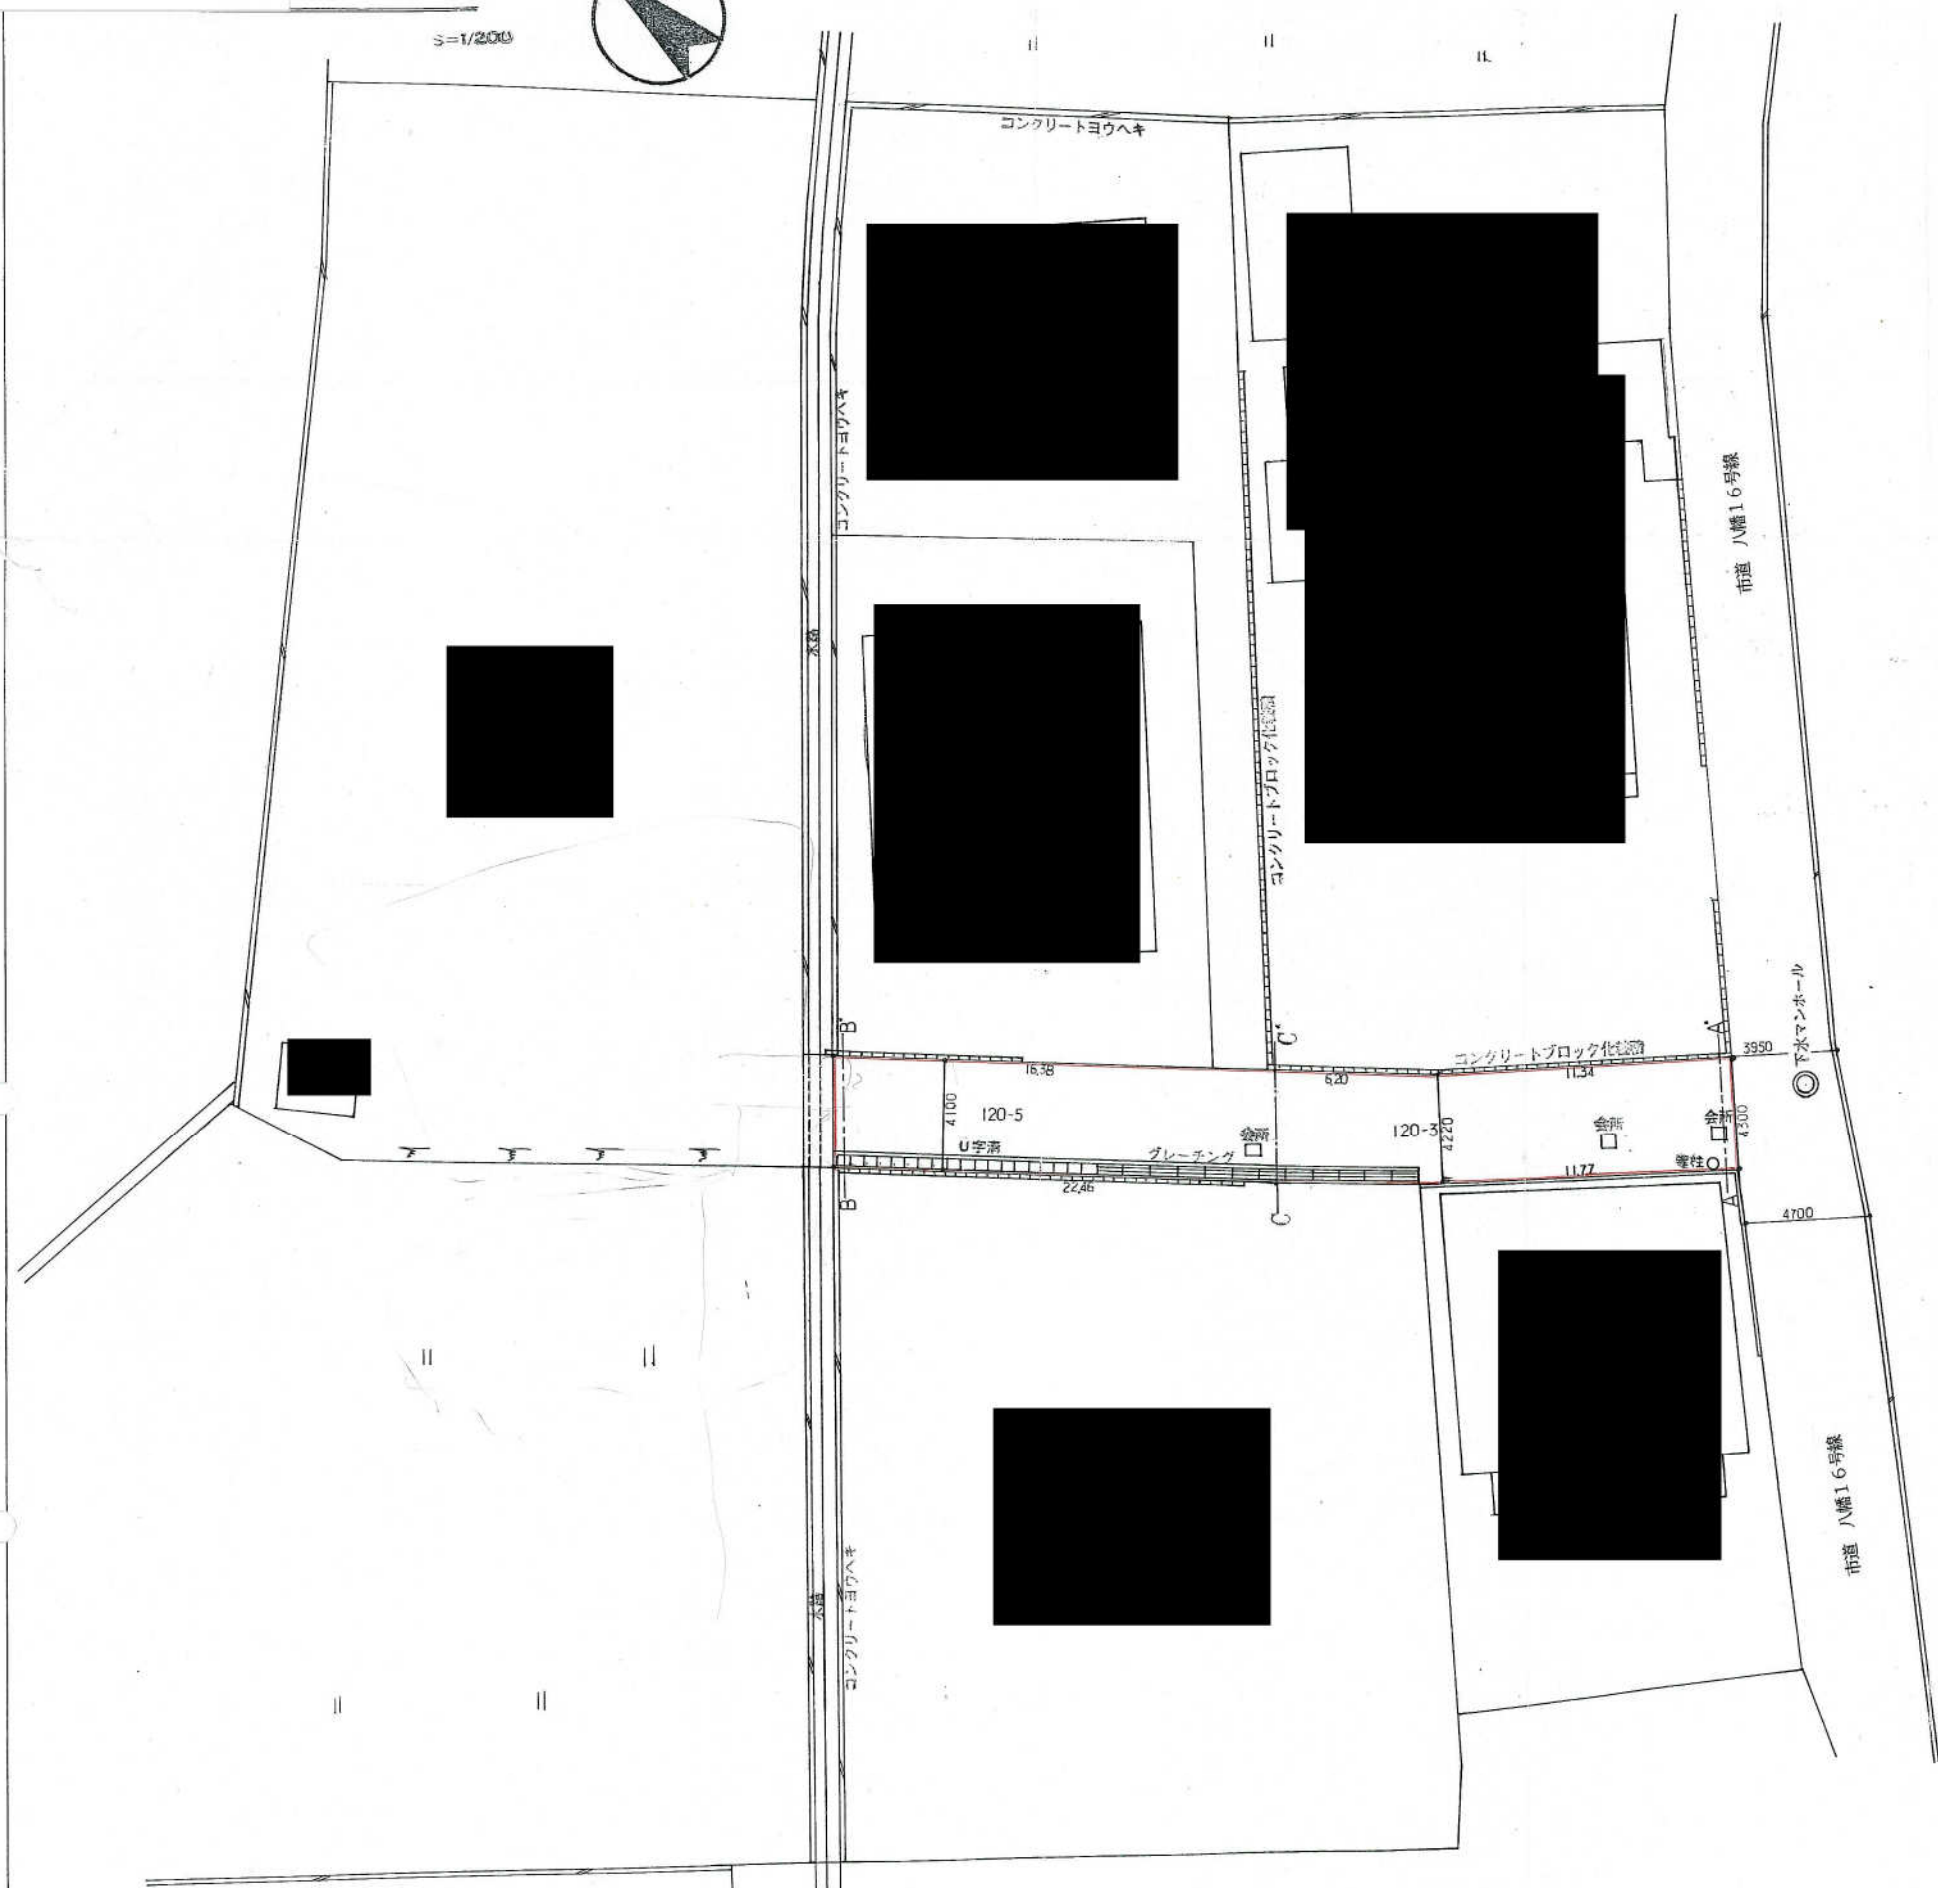 S=1/200
コンクリートヨウヘキ
コンクリートヨウヘキ
市道 八幡16号線
水路
コンクリートブロック化粧積
下水マンホール
B'
C'
A'
コンクリートブロック化粧積
3950
16.38
6.20
11.34
4100
120-5
120-3
4220
会所
会所
会所
4300
U字溝
グレーチング
電柱
11.77
22.46
B
C
A
4700
市道 八幡16号線
コンクリートヨウヘキ
水路